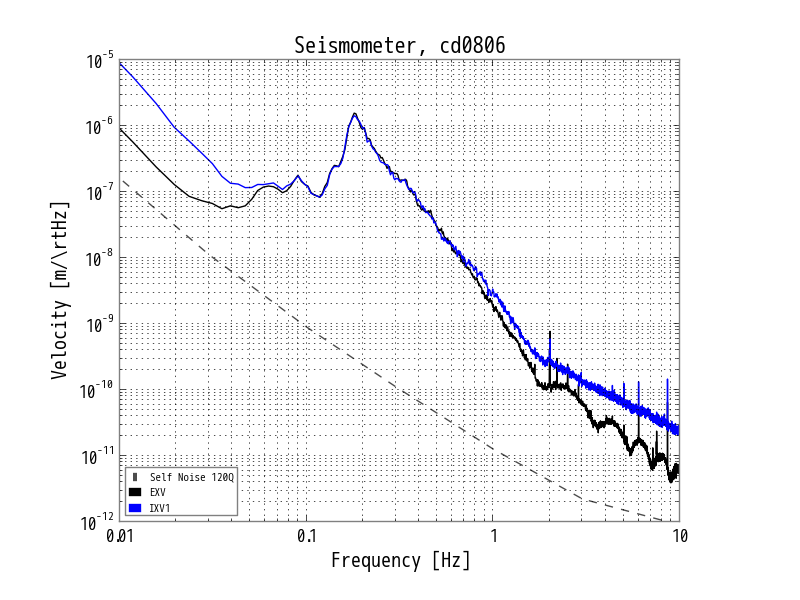 Seismometer, cd0806
10-5
10-6
10-7
10-8
10-9
10-10
10-11
10-12
Velocity [m/\rtHz]
Self Noise 120Q
EXV
IXV1
0.01 0.1 1 10
Frequency [Hz]